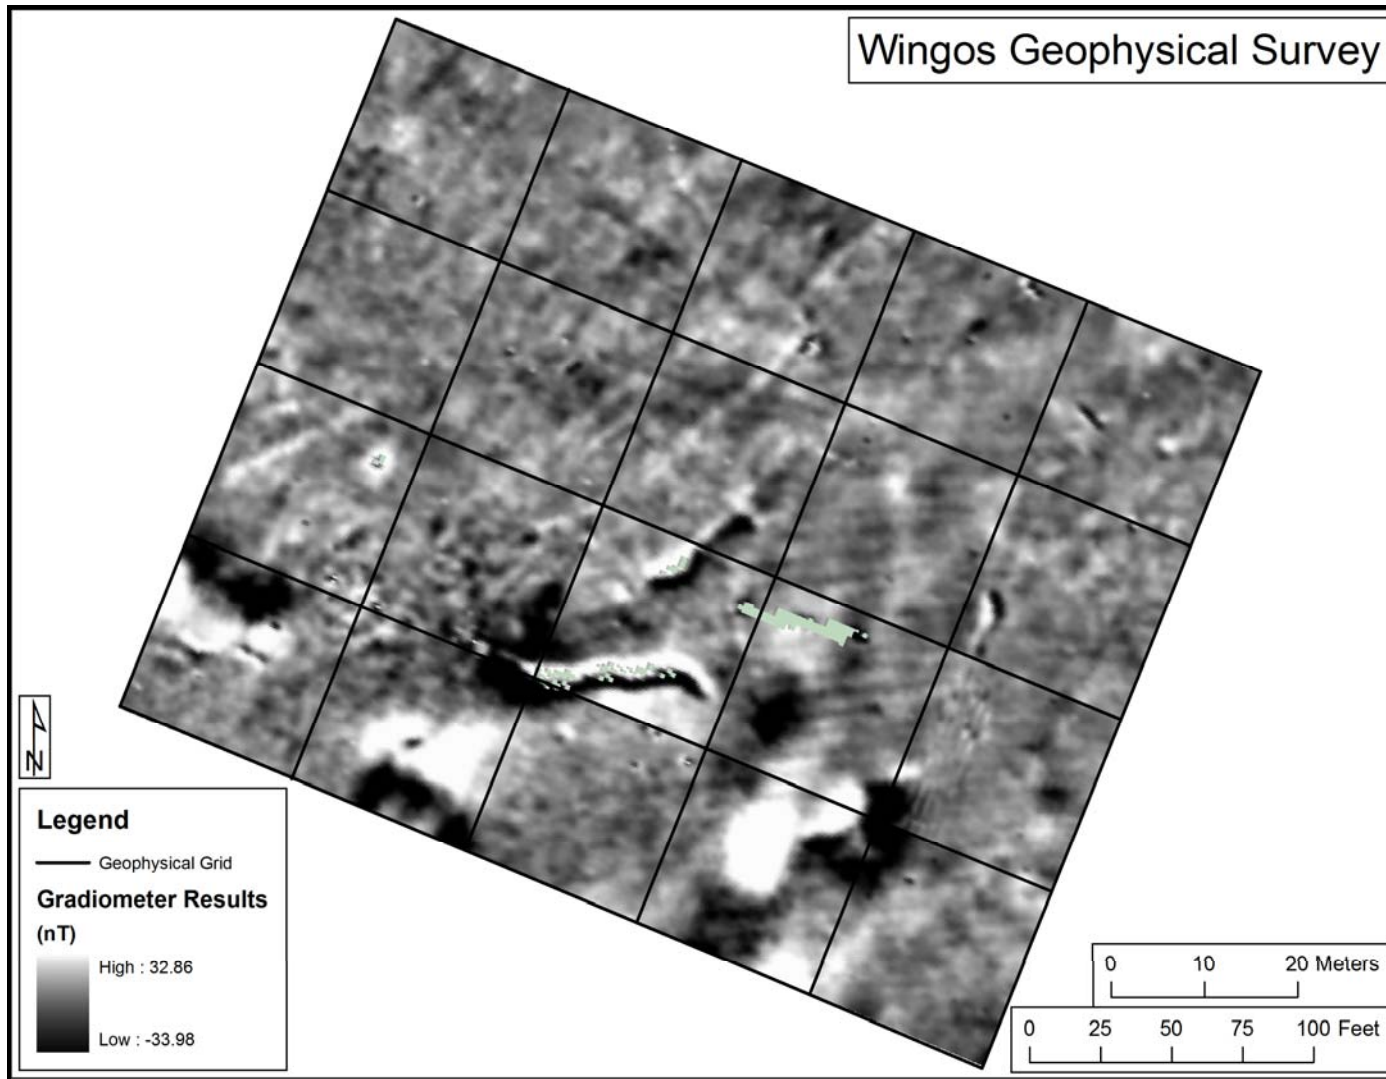 Wingos Geophysical Survey
N
Legend
Geophysical Grid
Gradiometer Results
(nT)
High : 32.86
Low : -33.98
0 10 20 Meters
0 25 50 75 100 Feet